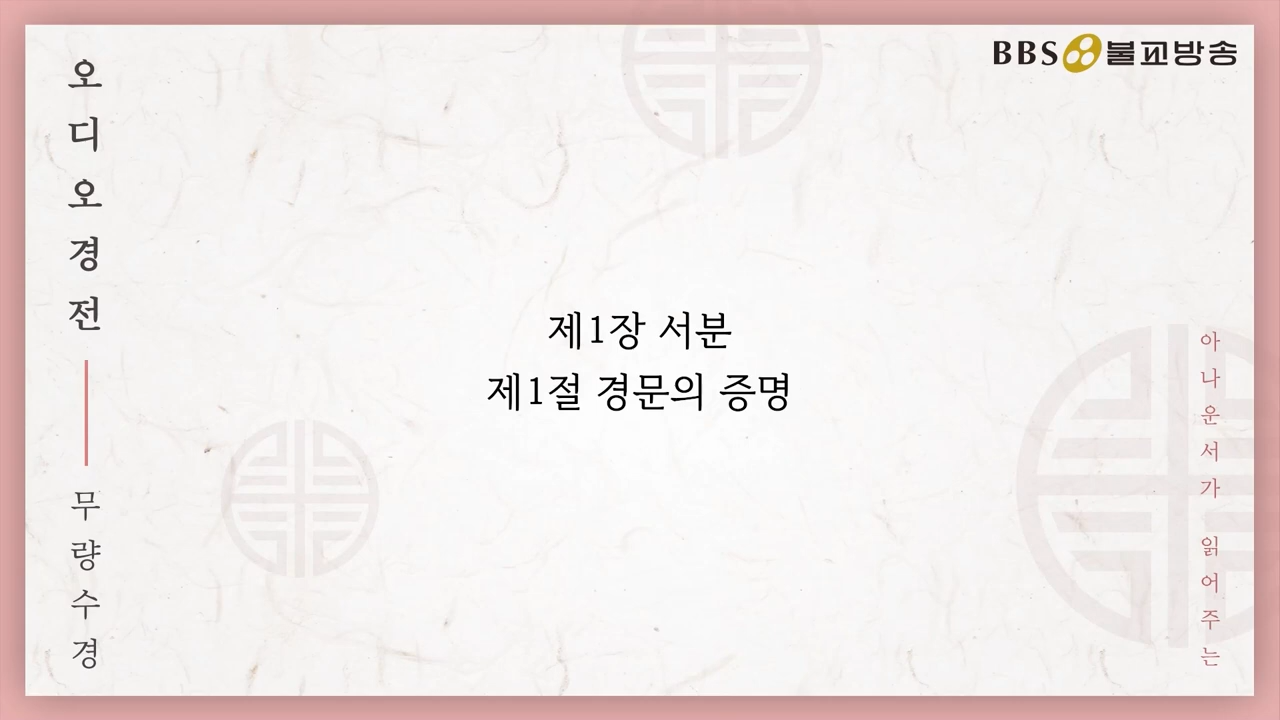 오디오경전
무량수경
BBS 불교방송
제1장 서분
제1절 경문의 증명
아나운서가 읽어주는